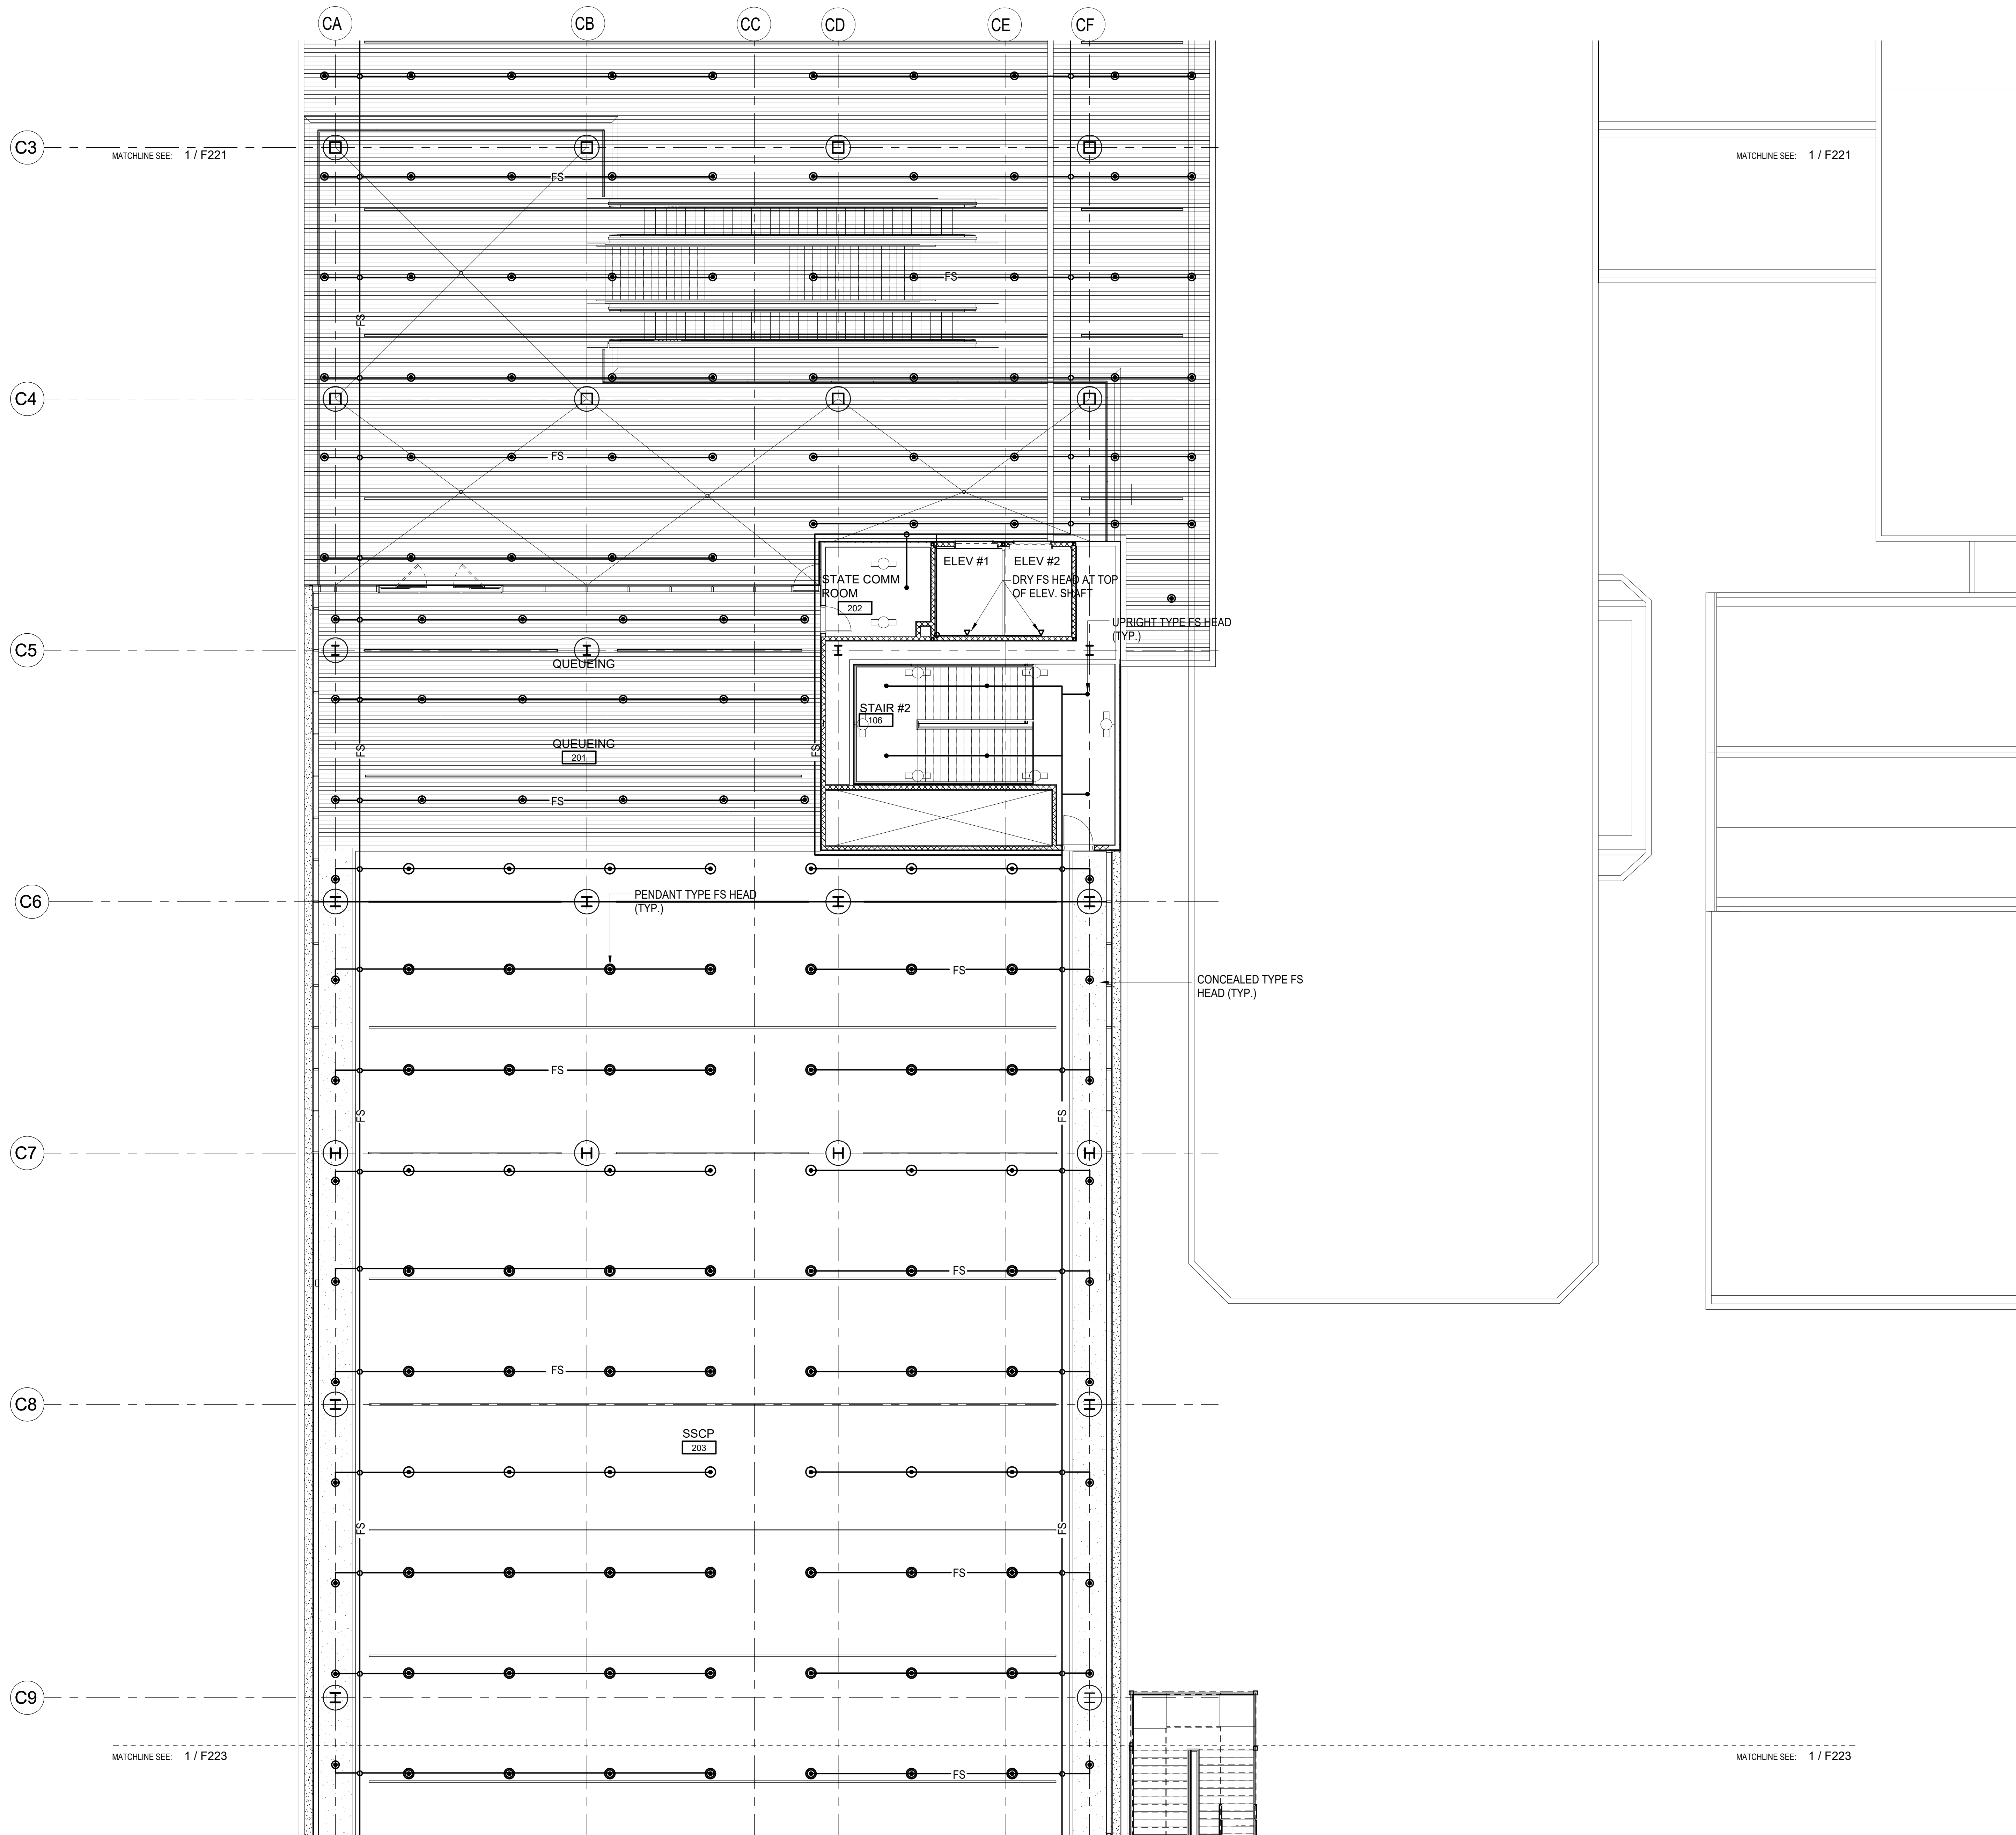 CA
CB
CC
CD
CE
CF
C3
MATCHLINE SEE: 1 / F221
MATCHLINE SEE: 1 / F221
FS
FS
FS
C4
FS
ELEV #1
ELEV #2
STATE COMM
ROOM
202
DRY FS HEAD AT TOP
OF ELEV. SHAFT
UPRIGHT TYPE FS HEAD
(TYP.)
C5
QUEUEING
STAIR #2
106
QUEUEING
201
FS
FS
FS
C6
PENDANT TYPE FS HEAD
(TYP.)
FS
CONCEALED TYPE FS
HEAD (TYP.)
FS
FS
FS
C7
FS
FS
C8
SSCP
203
FS
FS
FS
C9
MATCHLINE SEE: 1 / F223
MATCHLINE SEE: 1 / F223
FS